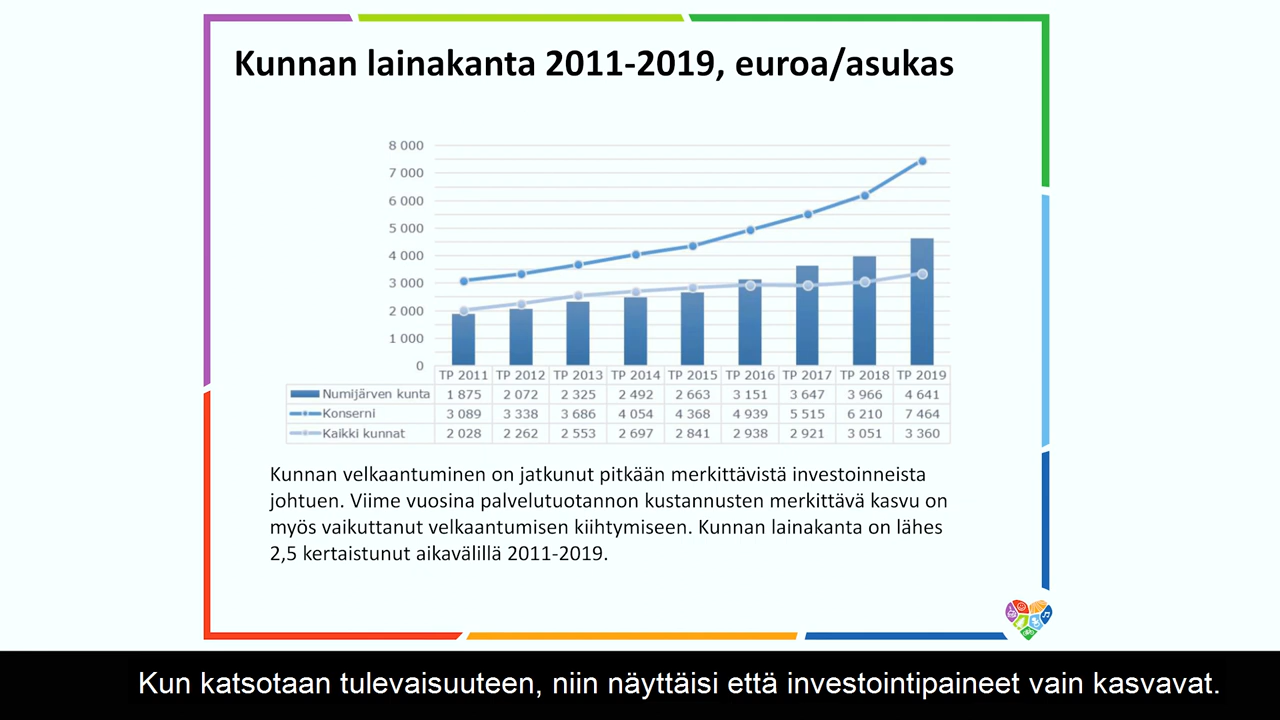 Kunnan lainakanta 2011-2019, euroa/asukas
8 000
7 000
6 000
5 000
4 000
3 000
2 000
1 000
0
TP 2011 TP 2012 TP 2013 TP 2014 TP 2015 TP 2016 TP 2017 TP 2018 TP 2019
Numijärven kunta 1 875 2 072 2 325 2 492 2 663 3 151 3 647 3 966 4 641
Konserni 3 089 3 338 3 686 4 054 4 368 4 939 5 515 6 210 7 464
Kaikki kunnat 2 028 2 262 2 553 2 697 2 841 2 938 2 921 3 051 3 360
Kunnan velkaantuminen on jatkunut pitkään merkittävistä investoinneista
johtuen. Viime vuosina palvelutuotannon kustannusten merkittävä kasvu on
myös vaikuttanut velkaantumisen kiihtymiseen. Kunnan lainakanta on lähes
2,5 kertaistunut aikavälillä 2011-2019.
Kun katsotaan tulevaisuuteen, niin näyttäisi että investointipaineet vain kasvavat.